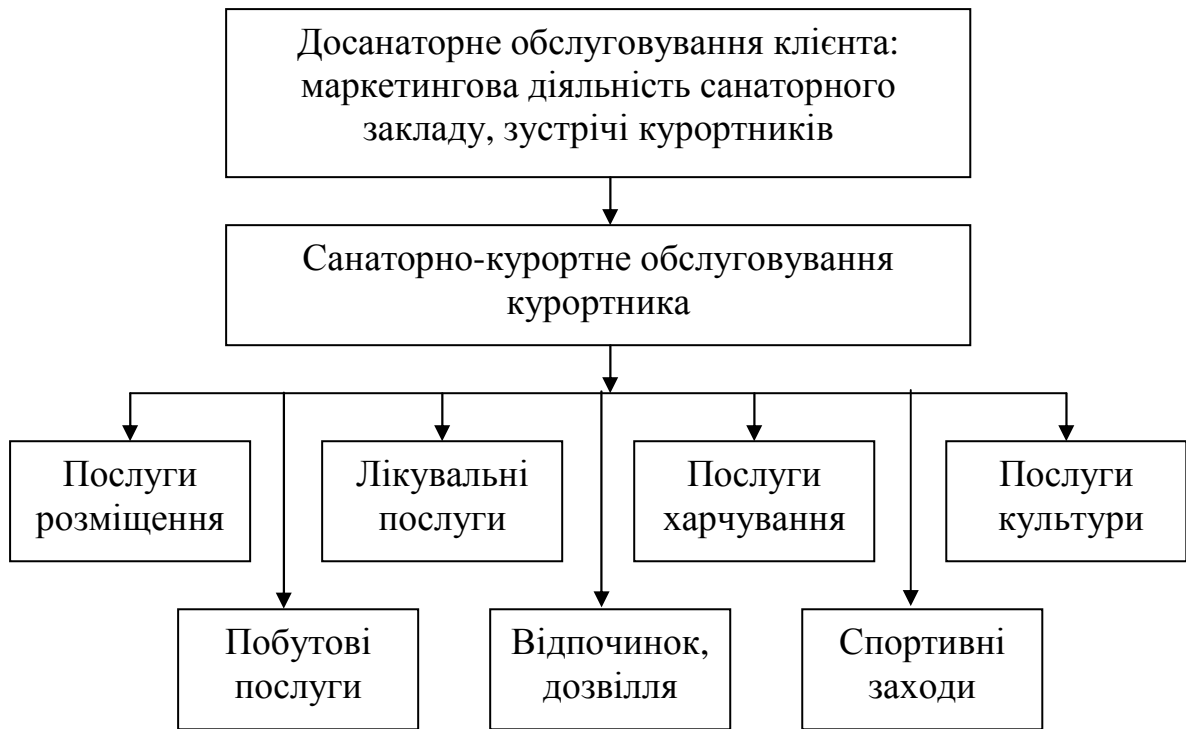 Досанаторне обслуговування клієнта:
маркетингова діяльність санаторного
закладу, зустрічі курортників
Санаторно-курортне обслуговування
курортника
Послуги
розміщення
Лікувальні
послуги
Послуги
харчування
Послуги
культури
Побутові
послуги
Відпочинок,
дозвілля
Спортивні
заходи